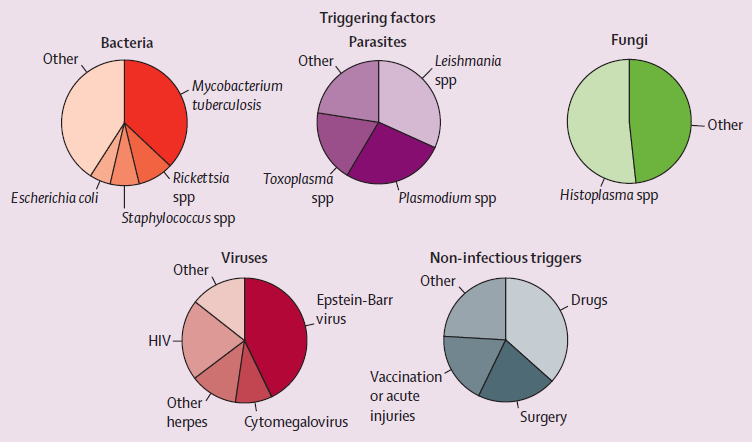 Triggering factors
Bacteria
Other
Mycobacterium
tuberculosis
Rickettsia
spp
Staphylococcus spp
Escherichia coli
Parasites
Other
Leishmania
spp
Plasmodium spp
Toxoplasma
spp
Fungi
Other
Histoplasma spp
Viruses
Other
Epstein-Barr
virus
Cytomegalovirus
Other
herpes
HIV
Non-infectious triggers
Other
Drugs
Surgery
Vaccination
or acute
injuries